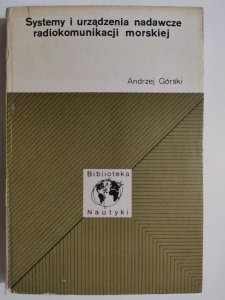 Systemy i urządzenia nadawcze
radiokomunikacji morskiej
Andrzej Górski
Biblioteka
Nautyki